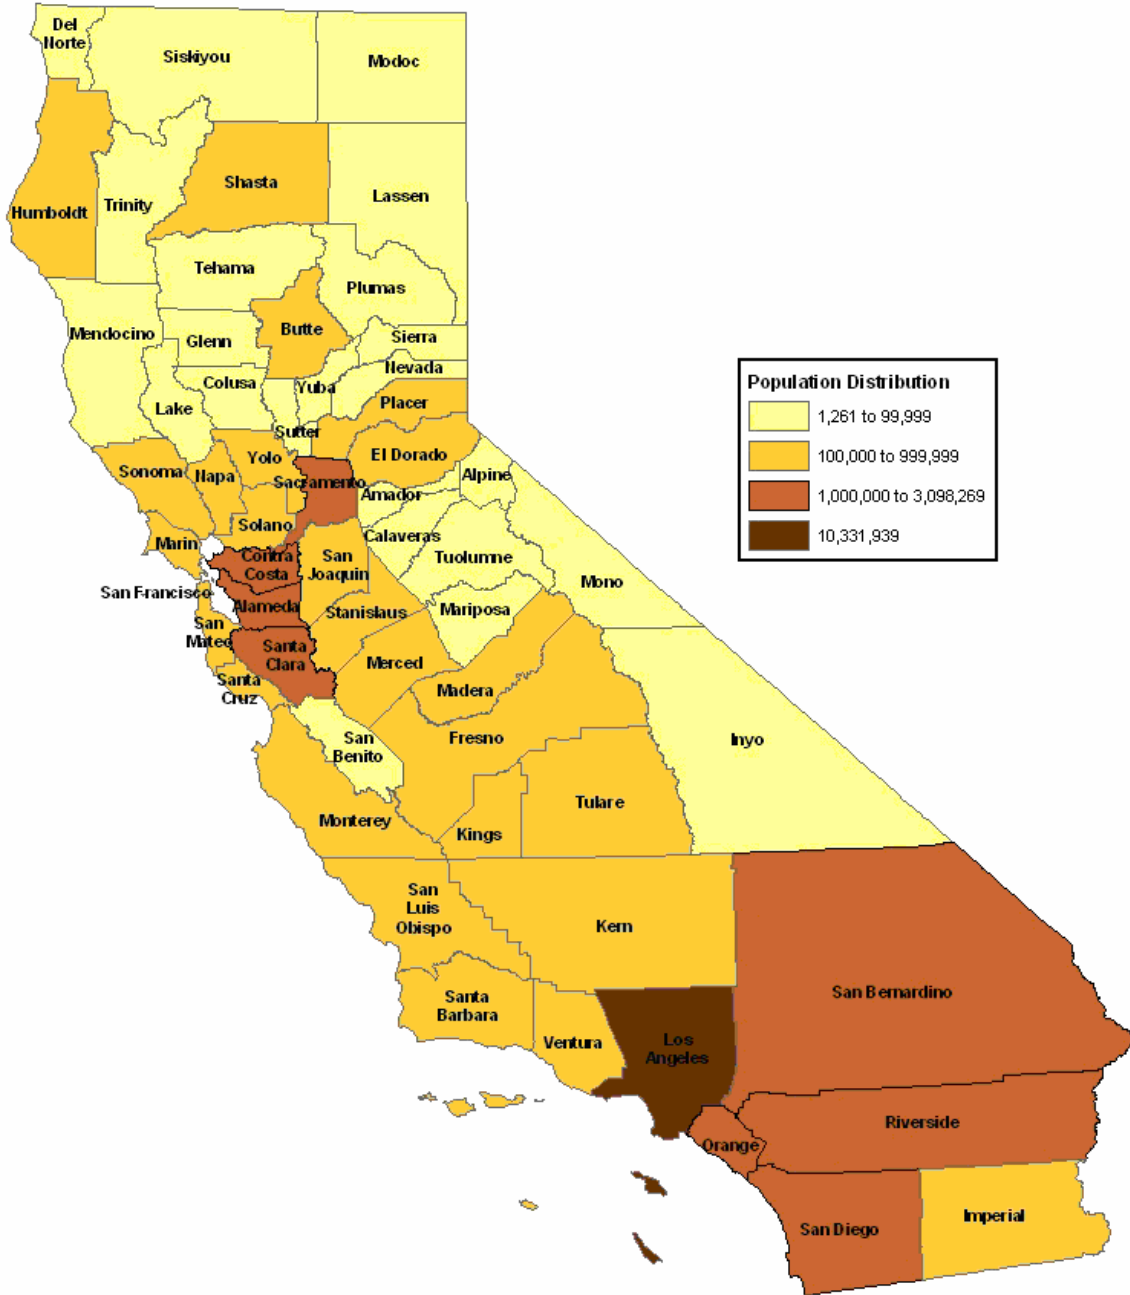 Del
Norte
Siskiyou
Modoc
Humboldt
Trinity
Shasta
Lassen
Tehama
Plumas
Mendocino
Glenn
Butte
Sierra
Nevada
Colusa
Yuba
Lake
Placer
Sutter
El Dorado
Sonoma
Napa
Yolo
Sacramento
Alpine
Amador
Solano
Marin
Calaveras
Contra
Costa
San
Joaquin
Tuolumne
Mono
San Francisco
Alameda
Stanislaus
Mariposa
San
Mateo
Santa
Clara
Merced
Santa
Cruz
Madera
San
Benito
Fresno
Inyo
Monterey
Kings
Tulare
San
Luis
Obispo
Kern
Santa
Barbara
Ventura
Los
Angeles
San Bernardino
Orange
Riverside
San Diego
Imperial
Population Distribution
1,261 to 99,999
100,000 to 999,999
1,000,000 to 3,098,269
10,331,939